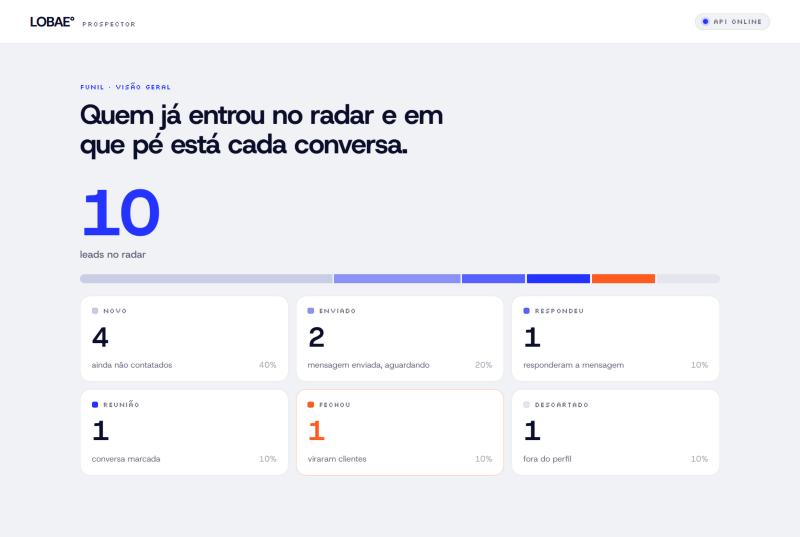 LOBAE° PROSPECTOR
API ONLINE
FUNIL · VISÃO GERAL
Quem já entrou no radar e em
que pé está cada conversa.
10
leads no radar
NOVO
4
ainda não contatados 40%
ENVIADO
2
mensagem enviada, aguardando 20%
RESPONDEU
1
responderam a mensagem 10%
REUNIÃO
1
conversa marcada 10%
FECHOU
1
viraram clientes 10%
DESCARTADO
1
fora do perfil 10%